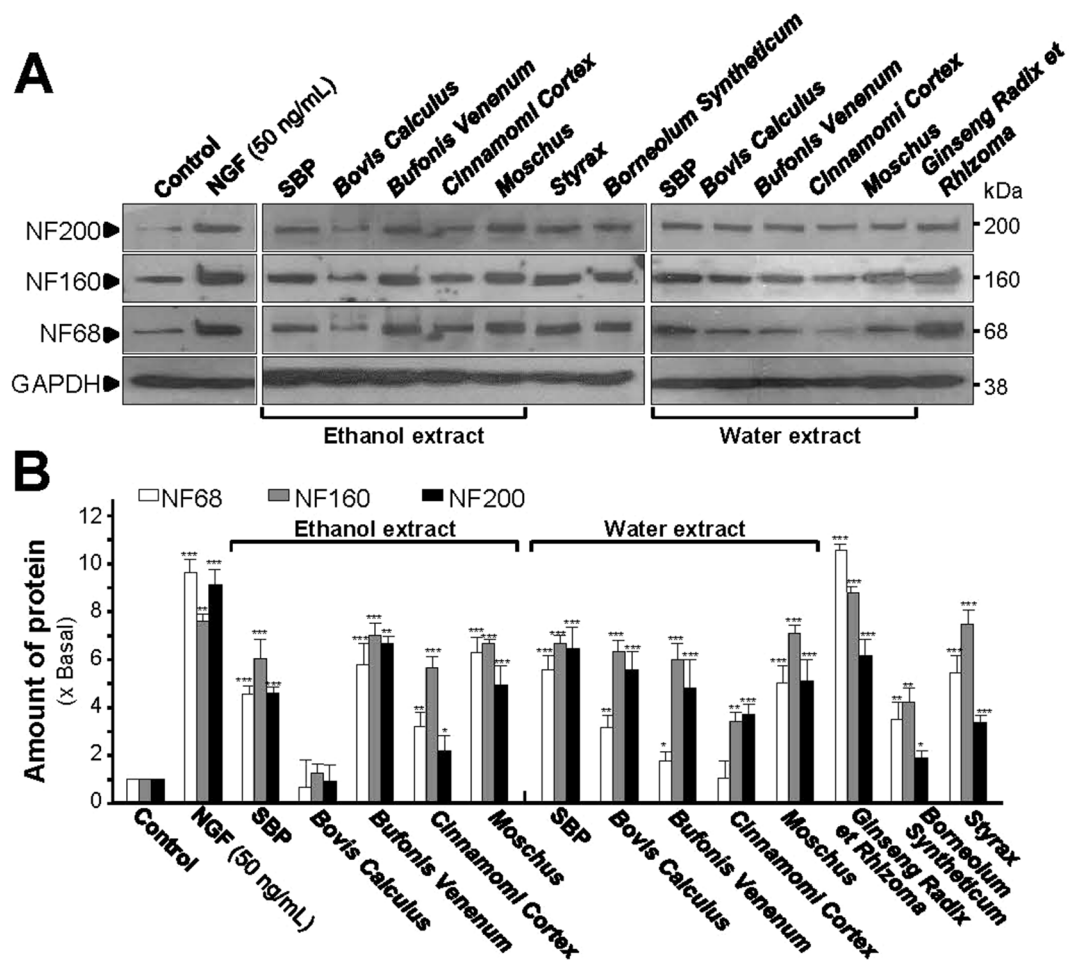 A
Control
NGF (50 ng/mL)
SBP
Bovis Calculus
Bufonis Venenum
Cinnamoml Cortex
Moschus
Styrax
Borneolum Syntheticum
SBP
Bovis Calculus
Bufonis Venenum
Cinnamomi Cortex
Moschus
Ginseng Radix et
Rhlzoma
kDa
NF200
200
NF160
160
NF68
68
GAPDH
38
Ethanol extract
Water extract
B
NF68
NF160
NF200
Ethanol extract
Water extract
Amount of protein
(x Basal)
12
10
8
6
4
2
0
*** ** ***
*** *** ***
*** *** **
** *** *
*** *** ***
*** *** ***
** *** ***
* *** ***
** ***
*** *** ***
*** *** ***
** ** *
*** *** ***
Control
NGF (50 ng/mL)
SBP
Bovis Calculus
Bufonis Venenum
Cinnamoml Cortex
Moschus
SBP
Bovis Calculus
Bufonis Venenum
Cinnamomi Cortex
Moschus
Ginseng Radix
et Rhlzoma
Borneolum
Syntheticum
Styrax